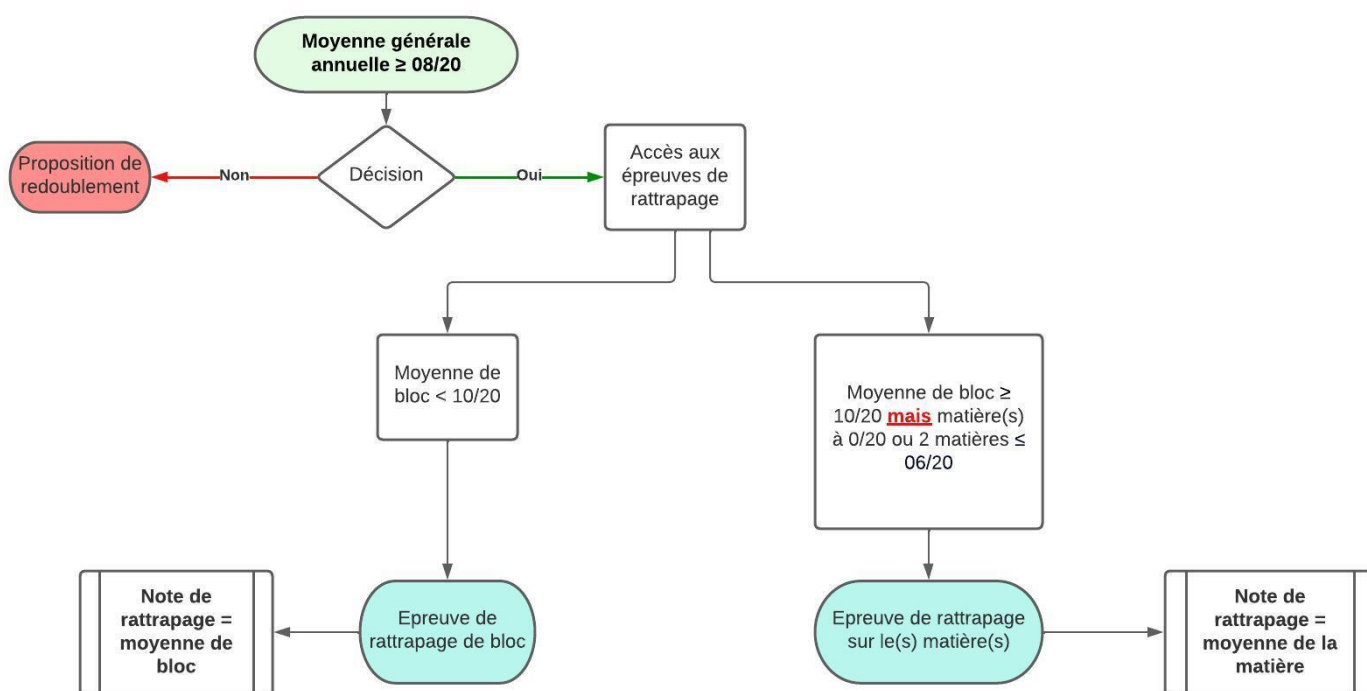 Moyenne générale
annuelle ≥ 08/20
Proposition de
redoublement
Non
Décision
Oui
Accès aux
épreuves de
rattrapage
Moyenne de
bloc < 10/20
Moyenne de bloc ≥
10/20 mais matière(s)
à 0/20 ou 2 matières ≤
06/20
Note de
rattrapage =
moyenne de
bloc
Epreuve de
rattrapage de bloc
Epreuve de rattrapage
sur le(s) matière(s)
Note de
rattrapage =
moyenne de la
matière